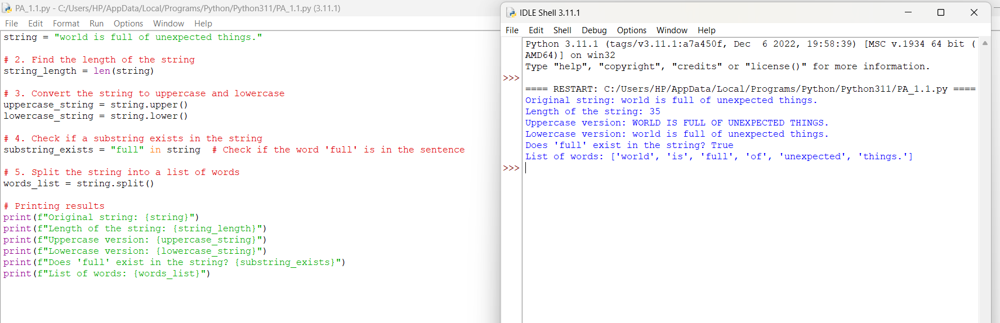 PA_1.1.py - C:/Users/HP/AppData/Local/Programs/Python/Python311/PA_1.1.py (3.11.1)
File Edit Format Run Options Window Help
string = "world is full of unexpected things."
# 2. Find the length of the string
string_length = len(string)
# 3. Convert the string to uppercase and lowercase
uppercase_string = string.upper()
lowercase_string = string.lower()
# 4. Check if a substring exists in the string
substring_exists = "full" in string  # Check if the word 'full' is in the sentence
# 5. Split the string into a list of words
words_list = string.split()
# Printing results
print(f"Original string: {string}")
print(f"Length of the string: {string_length}")
print(f"Uppercase version: {uppercase_string}")
print(f"Lowercase version: {lowercase_string}")
print(f"Does 'full' exist in the string? {substring_exists}")
print(f"List of words: {words_list}")
IDLE Shell 3.11.1
File Edit Shell Debug Options Window Help
Python 3.11.1 (tags/v3.11.1:a7a450f, Dec  6 2022, 19:58:39) [MSC v.1934 64 bit (
AMD64)] on win32
Type "help", "copyright", "credits" or "license()" for more information.
>>>
==== RESTART: C:/Users/HP/AppData/Local/Programs/Python/Python311/PA_1.1.py ====
Original string: world is full of unexpected things.
Length of the string: 35
Uppercase version: WORLD IS FULL OF UNEXPECTED THINGS.
Lowercase version: world is full of unexpected things.
Does 'full' exist in the string? True
List of words: ['world', 'is', 'full', 'of', 'unexpected', 'things.']
>>>